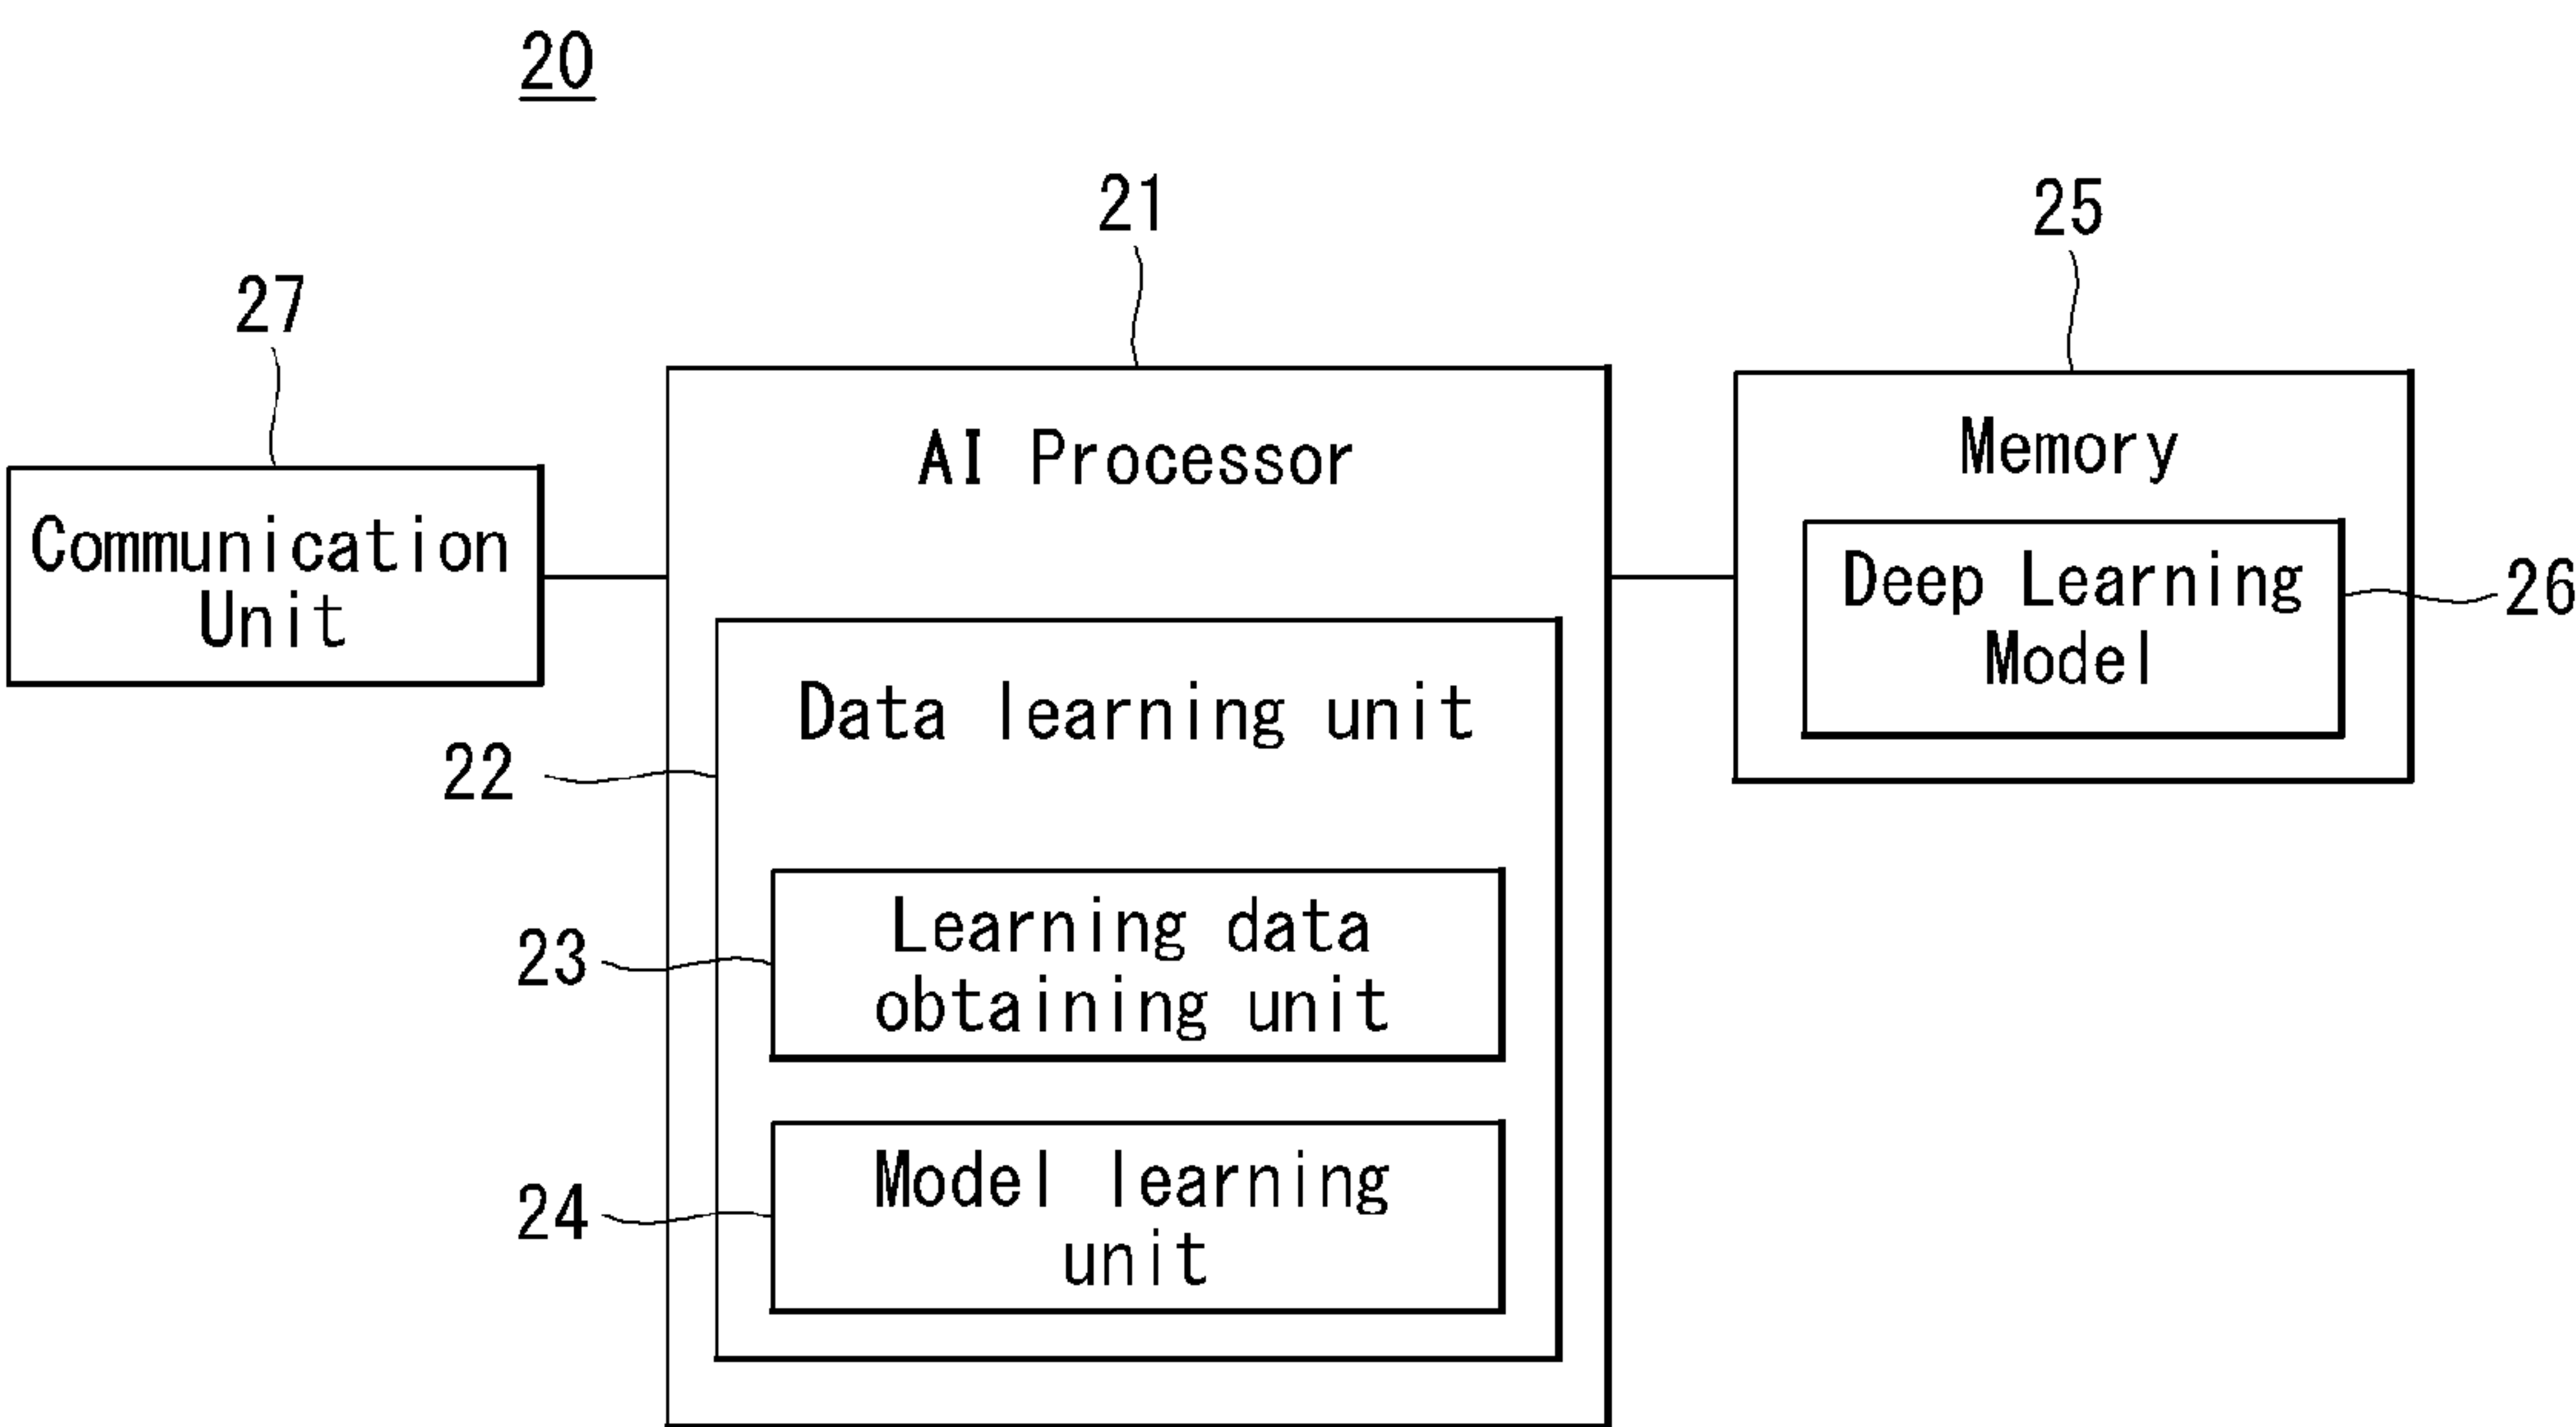 20
21
25
27
AI Processor
Memory
Communication
Unit
Deep Learning
Model
26
Data learning unit
22
Learning data
obtaining unit
23
Model learning
unit
24